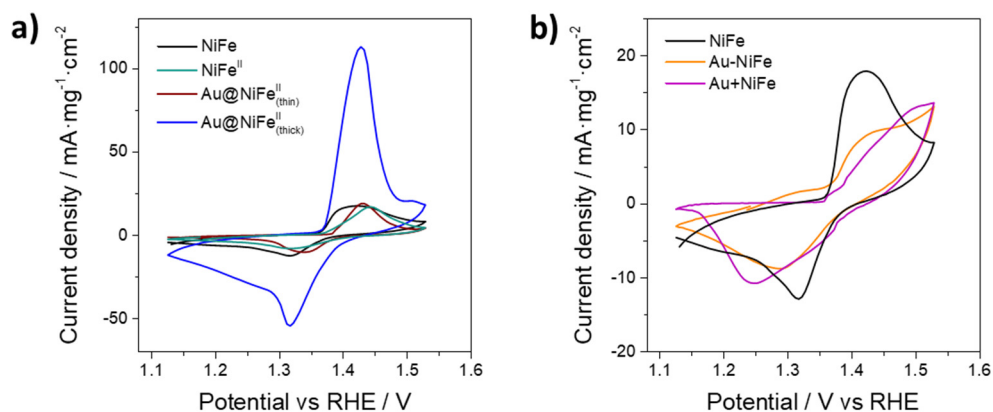 a)
NiFe
NiFeᴵᴵ
Au@NiFeᴵᴵ(thin)
Au@NiFeᴵᴵ(thick)
Current density / mA·mg⁻¹·cm⁻²
100
50
0
-50
1.1 1.2 1.3 1.4 1.5 1.6
Potential vs RHE / V
b)
NiFe
Au-NiFe
Au+NiFe
Current density / mA·mg⁻¹·cm⁻²
20
10
0
-10
-20
1.1 1.2 1.3 1.4 1.5 1.6
Potential / V vs RHE